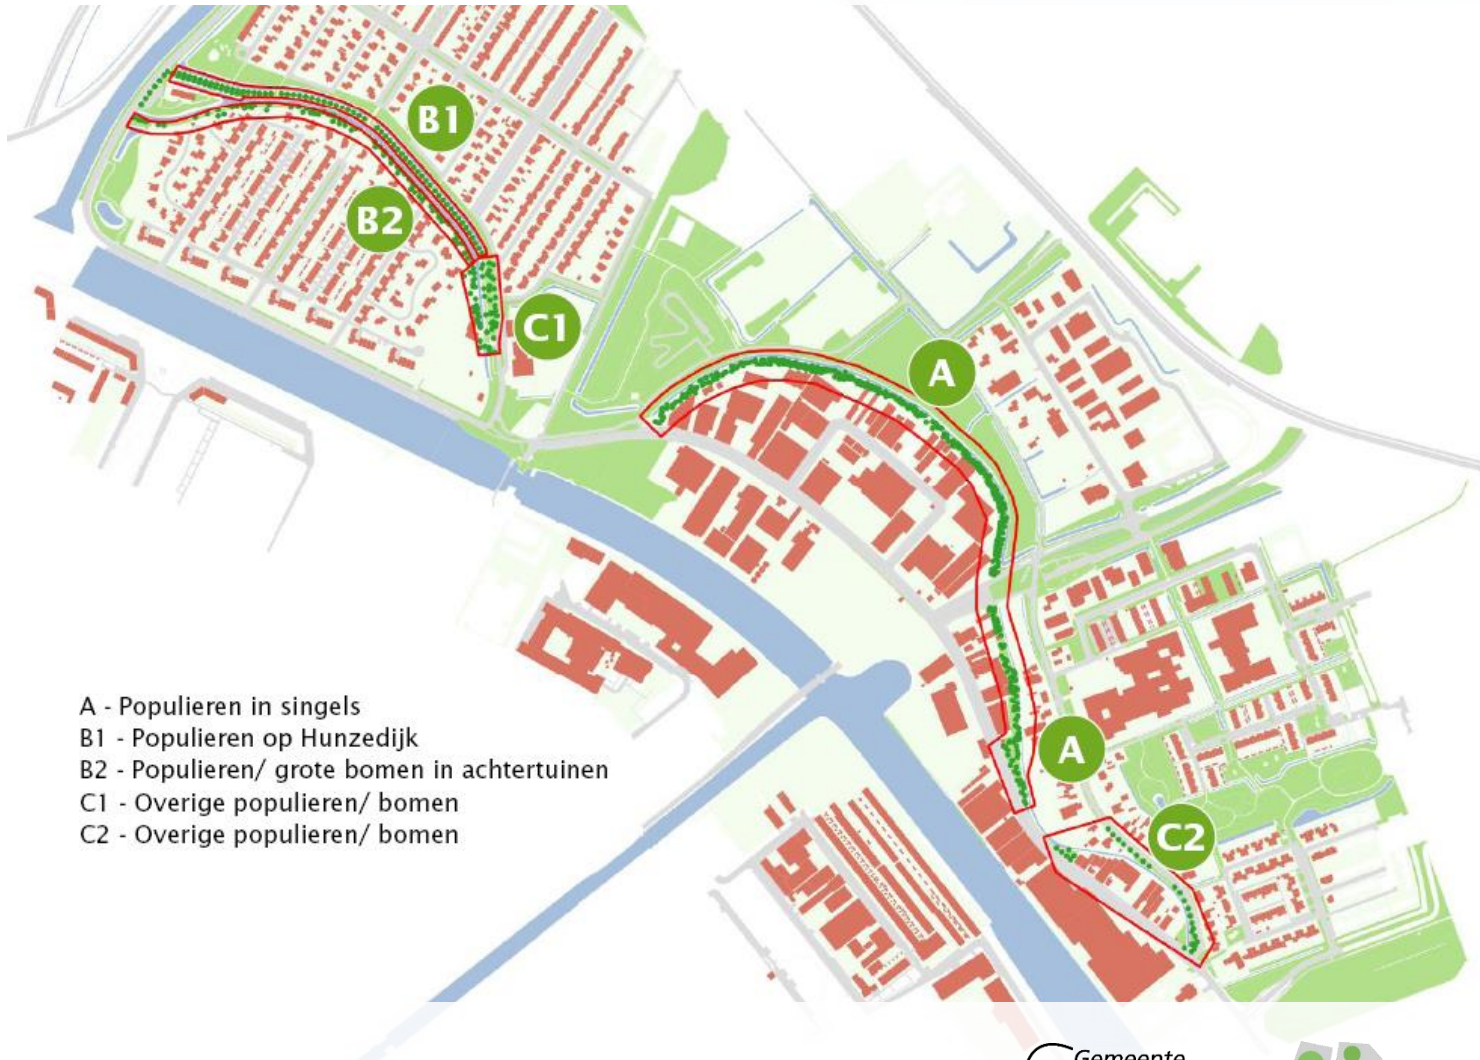 B1
B2
C1
A
A
C2
A - Populieren in singels
B1 - Populieren op Hunzedijk
B2 - Populieren/ grote bomen in achtertuinen
C1 - Overige populieren/ bomen
C2 - Overige populieren/ bomen
Gemeente